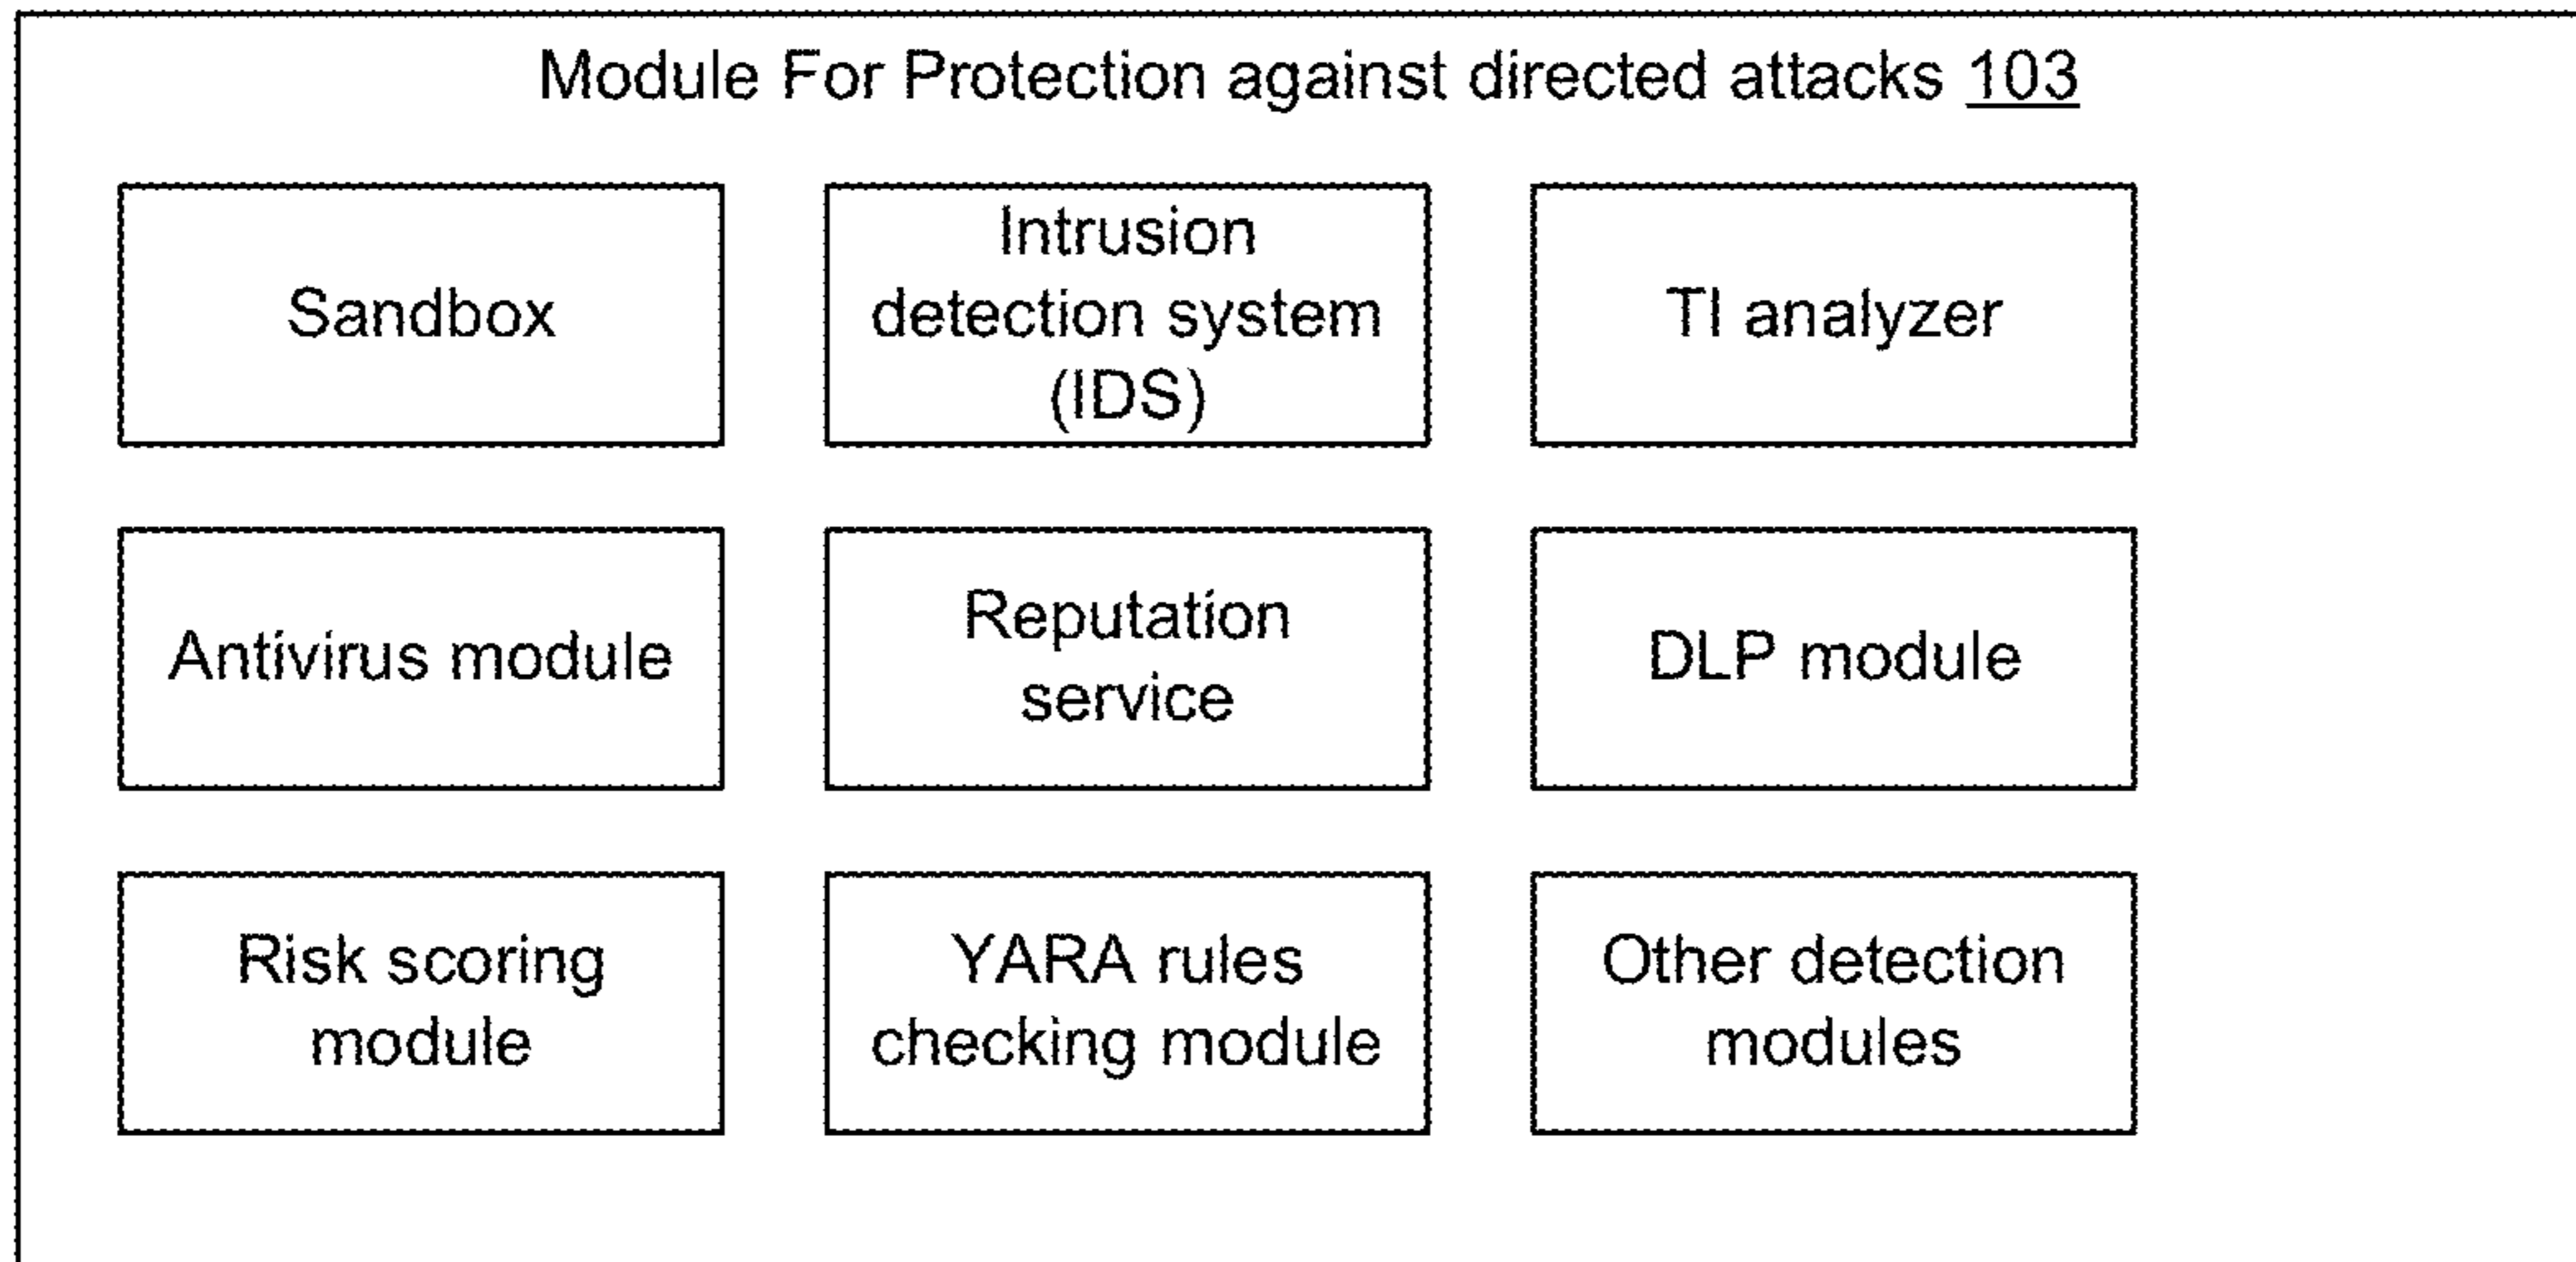 Module For Protection against directed attacks 103
Sandbox
Intrusion
detection system
(IDS)
TI analyzer
Antivirus module
Reputation
service
DLP module
Risk scoring
module
YARA rules
checking module
Other detection
modules